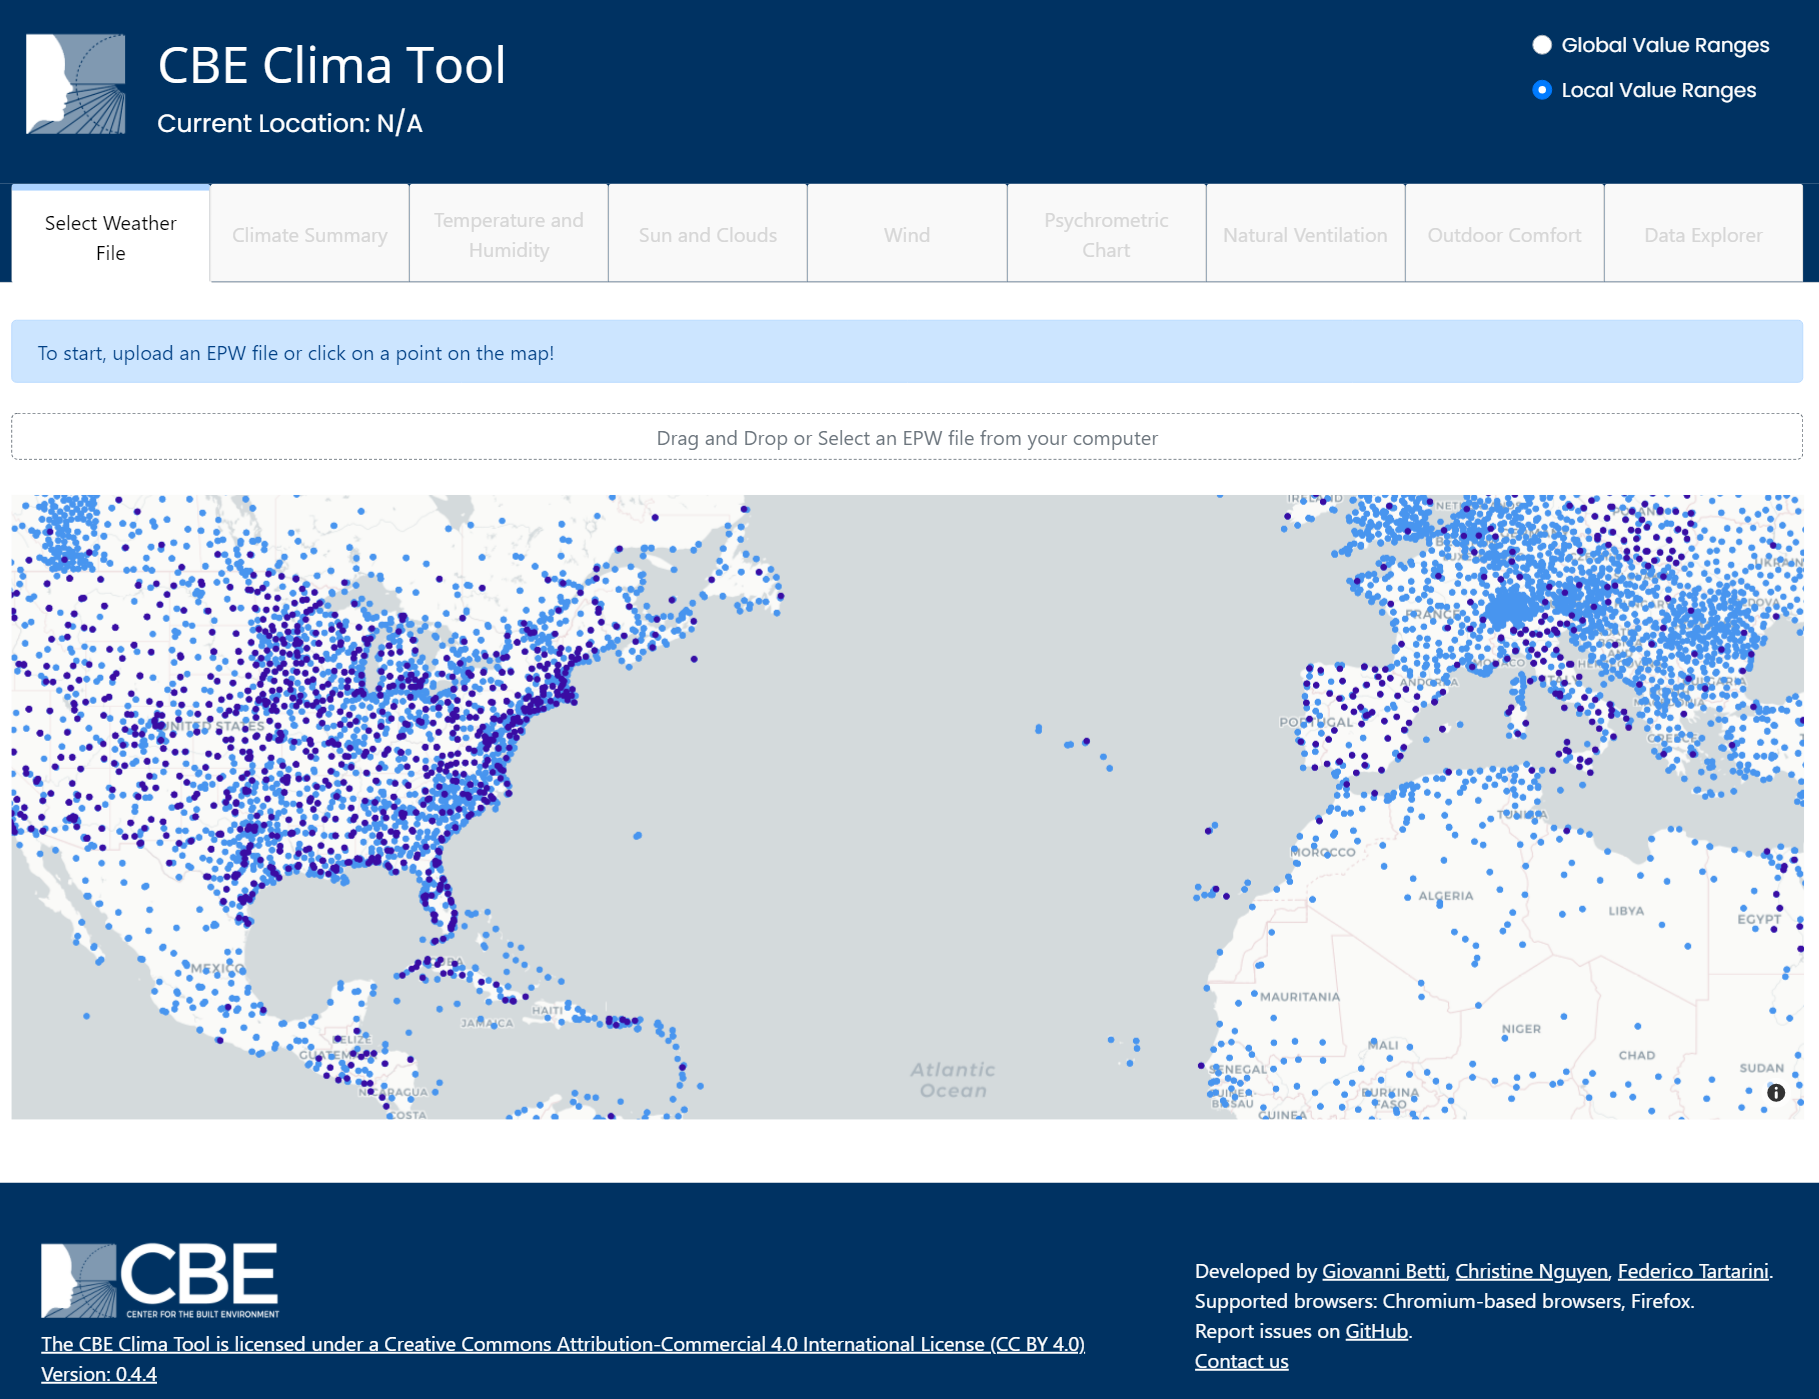 CBE Clima Tool
Current Location: N/A
Global Value Ranges
Local Value Ranges
Select Weather
File
Climate Summary
Temperature and
Humidity
Sun and Clouds
Wind
Psychrometric
Chart
Natural Ventilation
Outdoor Comfort
Data Explorer
To start, upload an EPW file or click on a point on the map!
Drag and Drop or Select an EPW file from your computer
UNITED STATES
MEXICO
JAMAICA
HAITI
BELIZE
NICARAGUA
COSTA
Atlantic
Ocean
IRELAND
FRANCE
ANDORRA
PORTUGAL
GREECE
TUNISIA
MOROCCO
ALGERIA
LIBYA
EGYPT
MAURITANIA
MALI
NIGER
CHAD
SUDAN
SENEGAL
BURKINA
FASO
GUINEA
CBE
CENTER FOR THE BUILT ENVIRONMENT
The CBE Clima Tool is licensed under a Creative Commons Attribution-Commercial 4.0 International License (CC BY 4.0)
Version: 0.4.4
Developed by Giovanni Betti, Christine Nguyen, Federico Tartarini.
Supported browsers: Chromium-based browsers, Firefox.
Report issues on GitHub.
Contact us